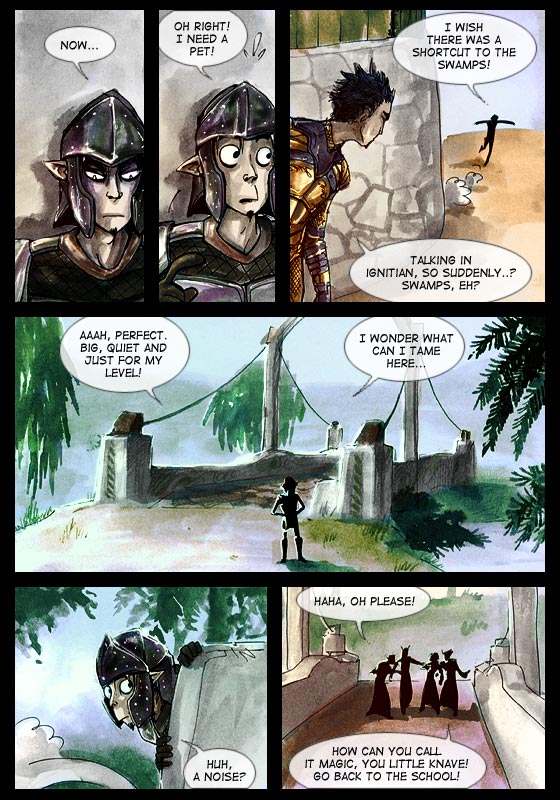 NOW...
OH RIGHT!
I NEED A
PET!
I WISH
THERE WAS A
SHORTCUT TO THE
SWAMPS!
TALKING IN
IGNITIAN, SO SUDDENLY..?
SWAMPS, EH?
AAAH, PERFECT.
BIG, QUIET AND
JUST FOR MY
LEVEL!
I WONDER WHAT
CAN I TAME
HERE...
HUH,
A NOISE?
HAHA, OH PLEASE!
HOW CAN YOU CALL
IT MAGIC, YOU LITTLE KNAVE!
GO BACK TO THE SCHOOL!